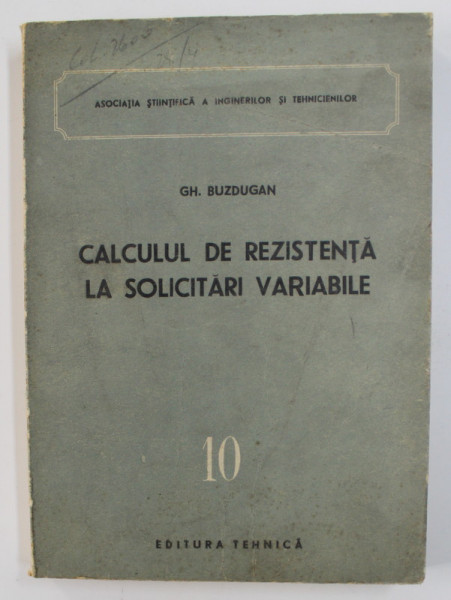 ASOCIAȚIA ȘTIINȚIFICĂ A INGINERILOR ȘI TEHNICIENILOR
GH. BUZDUGAN
CALCULUL DE REZISTENȚĂ
LA SOLICITĂRI VARIABILE
10
EDITURA TEHNICĂ